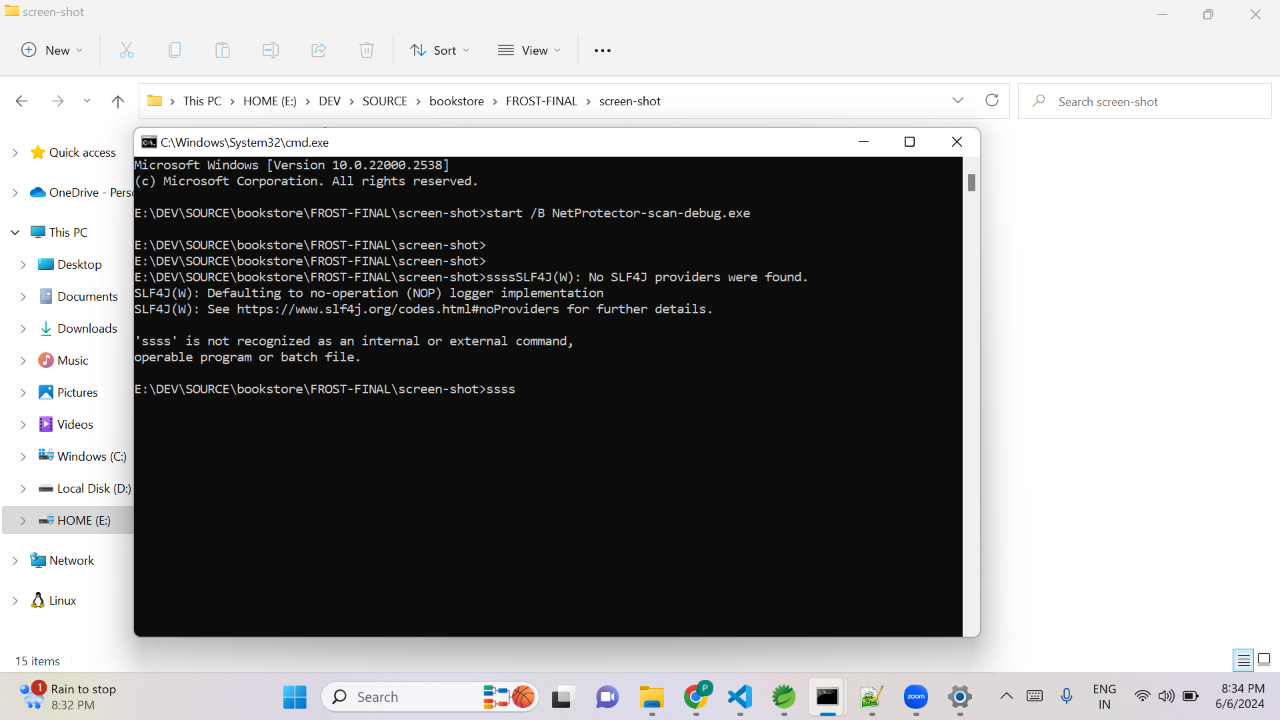 screen-shot
New
Sort
View
This PC
HOME (E:)
DEV
SOURCE
bookstore
FROST-FINAL
screen-shot
Search screen-shot
Quick access
OneDrive - Pers
This PC
Desktop
Documents
Downloads
Music
Pictures
Videos
Windows (C:)
Local Disk (D:)
HOME (E:)
Network
Linux
15 items
C:\Windows\System32\cmd.exe
Microsoft Windows [Version 10.0.22000.2538]
(c) Microsoft Corporation. All rights reserved.
E:\DEV\SOURCE\bookstore\FROST-FINAL\screen-shot>start /B NetProtector-scan-debug.exe
E:\DEV\SOURCE\bookstore\FROST-FINAL\screen-shot>
E:\DEV\SOURCE\bookstore\FROST-FINAL\screen-shot>
E:\DEV\SOURCE\bookstore\FROST-FINAL\screen-shot>ssssSLF4J(W): No SLF4J providers were found.
SLF4J(W): Defaulting to no-operation (NOP) logger implementation
SLF4J(W): See https://www.slf4j.org/codes.html#noProviders for further details.
'ssss' is not recognized as an internal or external command,
operable program or batch file.
E:\DEV\SOURCE\bookstore\FROST-FINAL\screen-shot>ssss
1
Rain to stop
8:32 PM
Search
P
zoom
ENG
IN
8:34 PM
6/6/2024